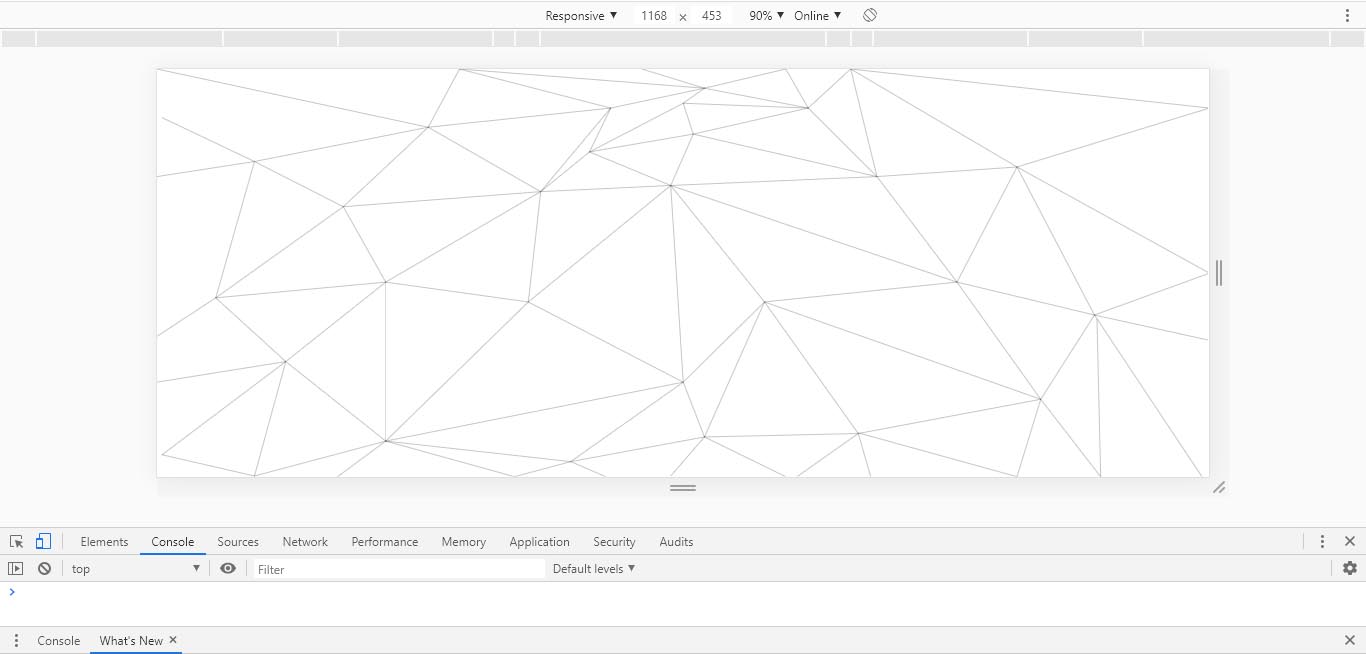 Responsive ▼ 1168 × 453 90% ▼ Online ▼
Elements Console Sources Network Performance Memory Application Security Audits
top ▼ Filter Default levels ▼
Console What's New ×